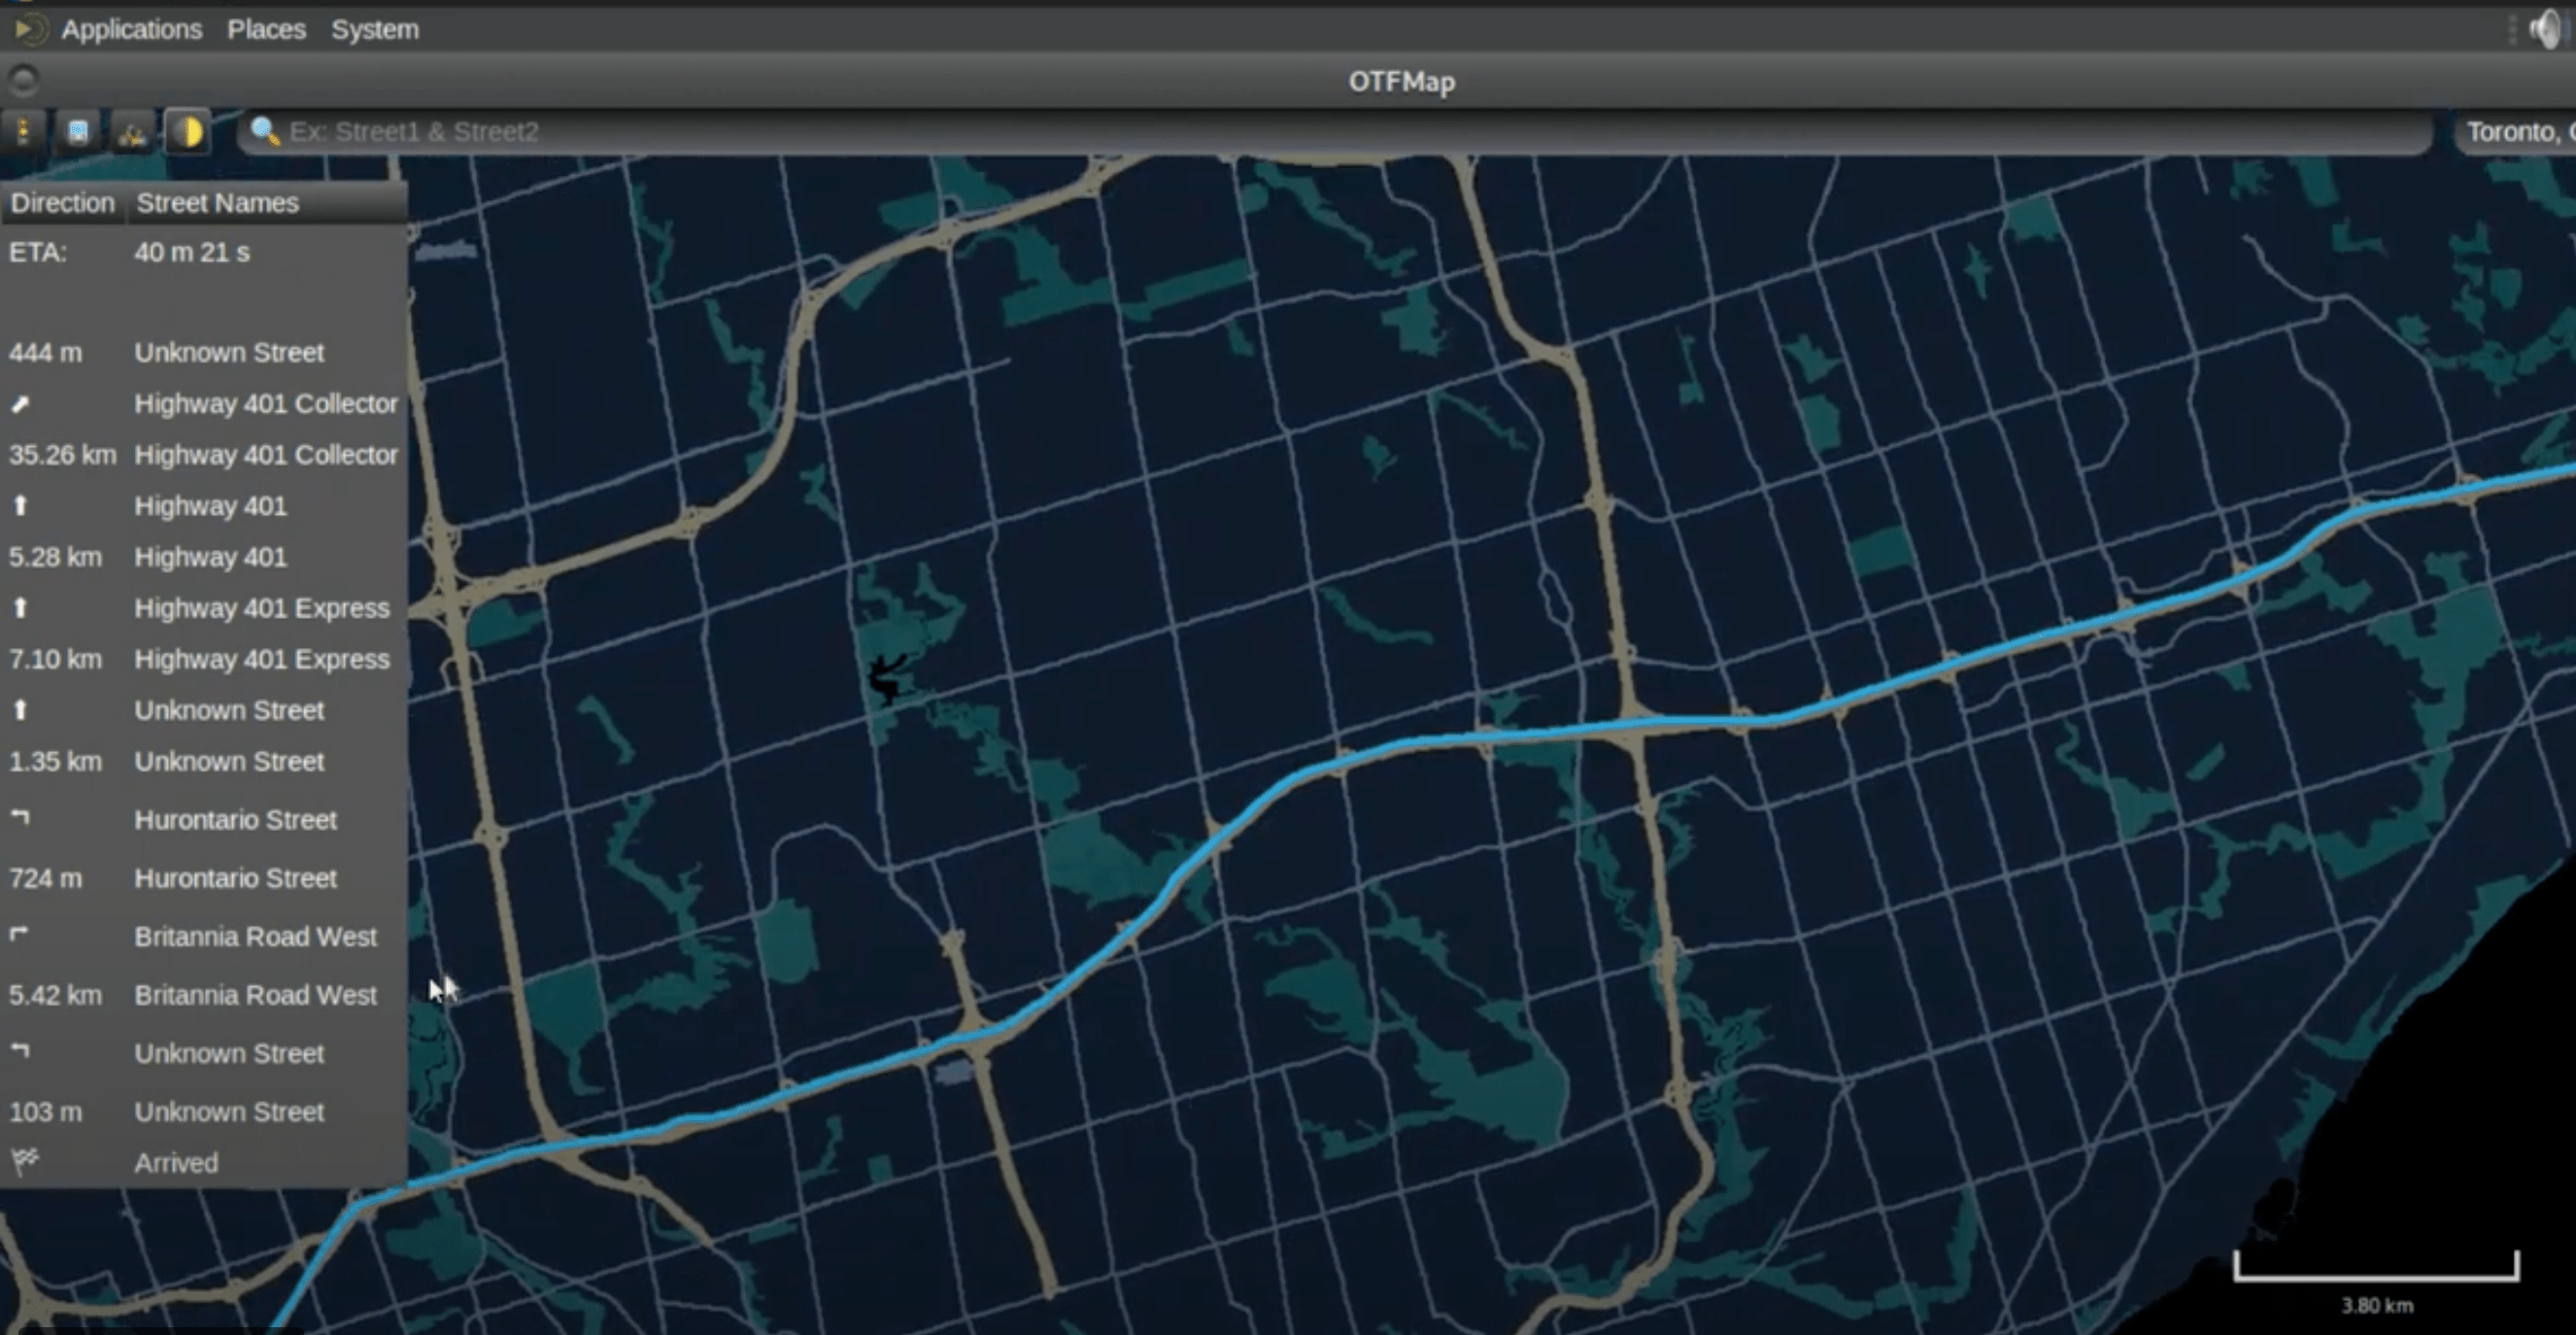 Applications Places System
OTFMap
Ex: Street1 & Street2
Toronto,
Direction Street Names
ETA: 40 m 21 s
444 m Unknown Street
Highway 401 Collector
35.26 km Highway 401 Collector
Highway 401
5.28 km Highway 401
Highway 401 Express
7.10 km Highway 401 Express
Unknown Street
1.35 km Unknown Street
Hurontario Street
724 m Hurontario Street
Britannia Road West
5.42 km Britannia Road West
Unknown Street
103 m Unknown Street
Arrived
3.80 km